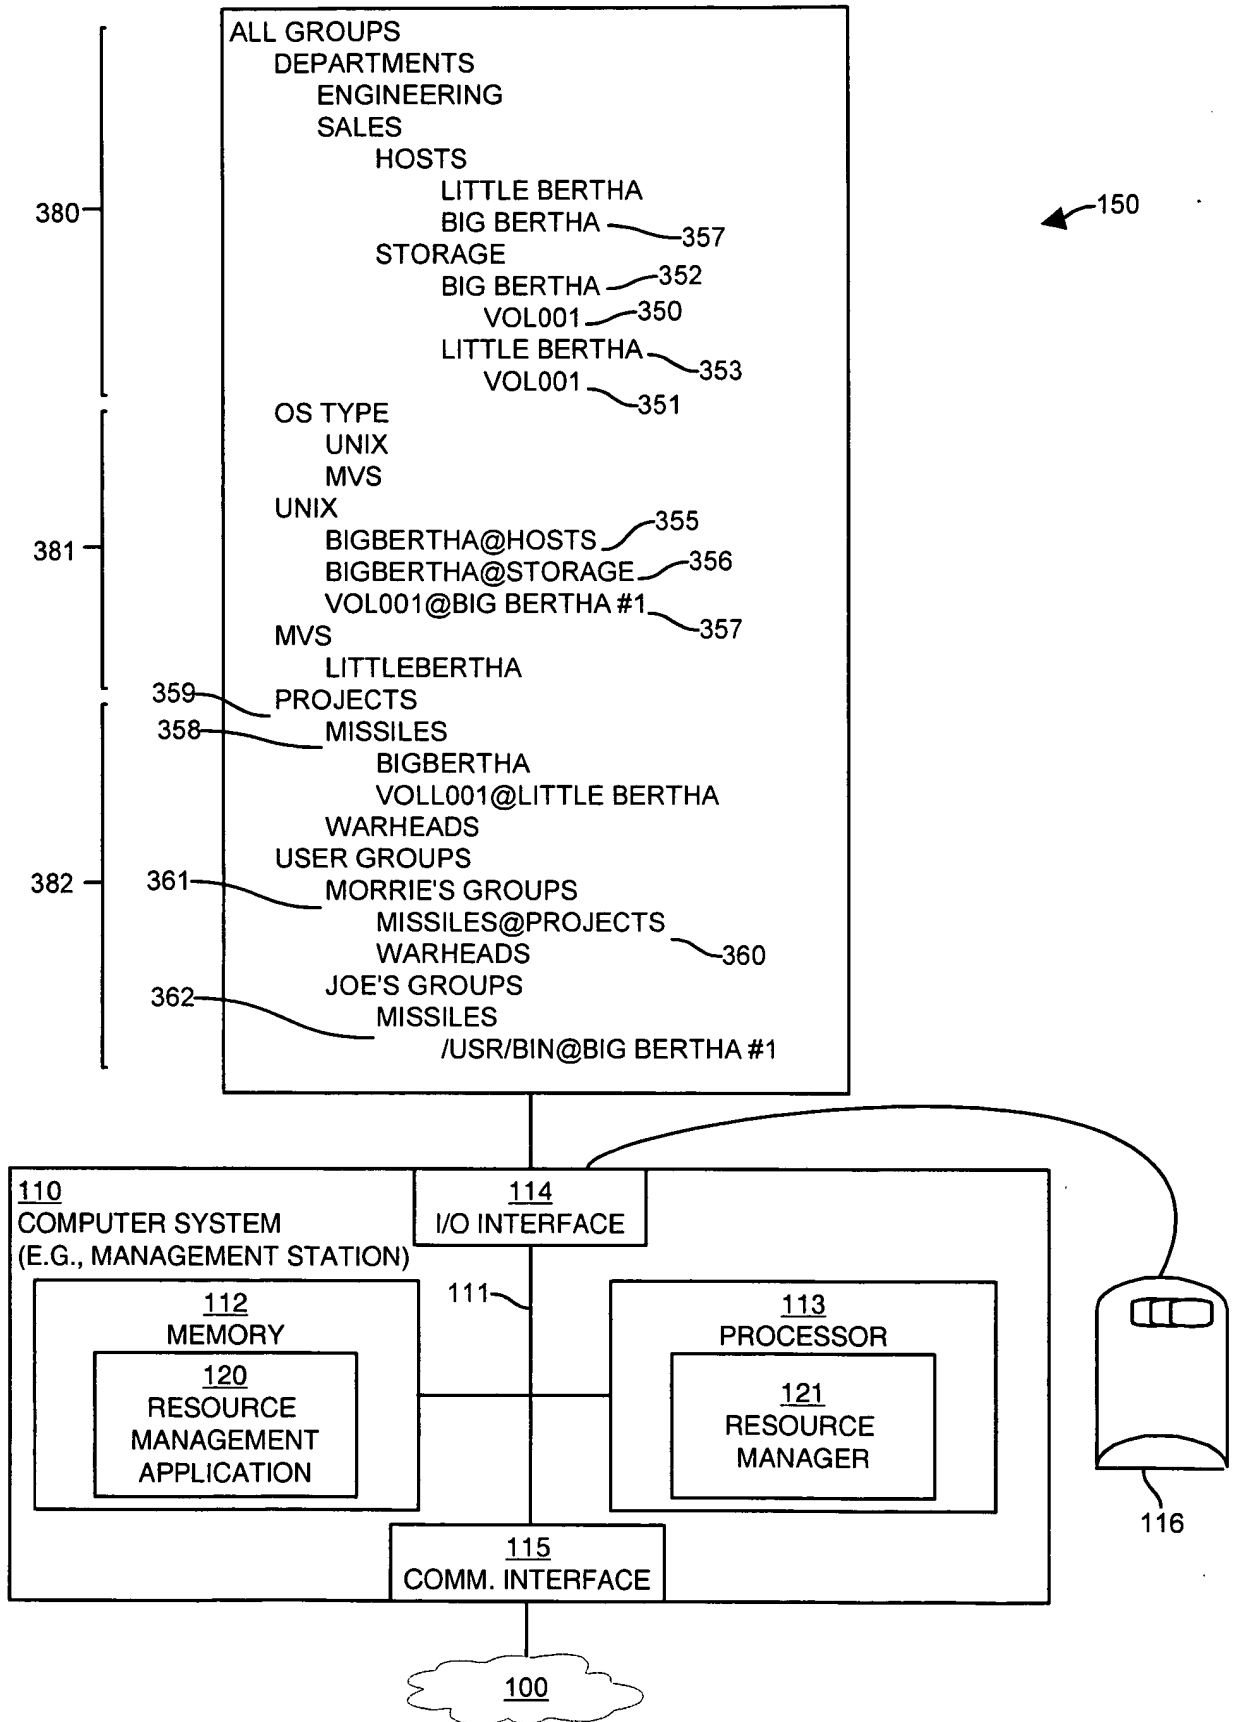 ALL GROUPS
DEPARTMENTS
ENGINEERING
SALES
HOSTS
LITTLE BERTHA
380
BIG BERTHA
357
150
STORAGE
BIG BERTHA
352
VOL001
350
LITTLE BERTHA
353
VOL001
351
OS TYPE
UNIX
MVS
UNIX
381
BIGBERTHA@HOSTS
355
BIGBERTHA@STORAGE
356
VOL001@BIG BERTHA #1
357
MVS
LITTLEBERTHA
359
PROJECTS
358
MISSILES
BIGBERTHA
VOLL001@LITTLE BERTHA
WARHEADS
USER GROUPS
382
361
MORRIE'S GROUPS
MISSILES@PROJECTS
360
WARHEADS
JOE'S GROUPS
362
MISSILES
/USR/BIN@BIG BERTHA #1
110
COMPUTER SYSTEM
(E.G., MANAGEMENT STATION)
114
I/O INTERFACE
111
112
MEMORY
120
RESOURCE
MANAGEMENT
APPLICATION
113
PROCESSOR
121
RESOURCE
MANAGER
116
115
COMM. INTERFACE
100